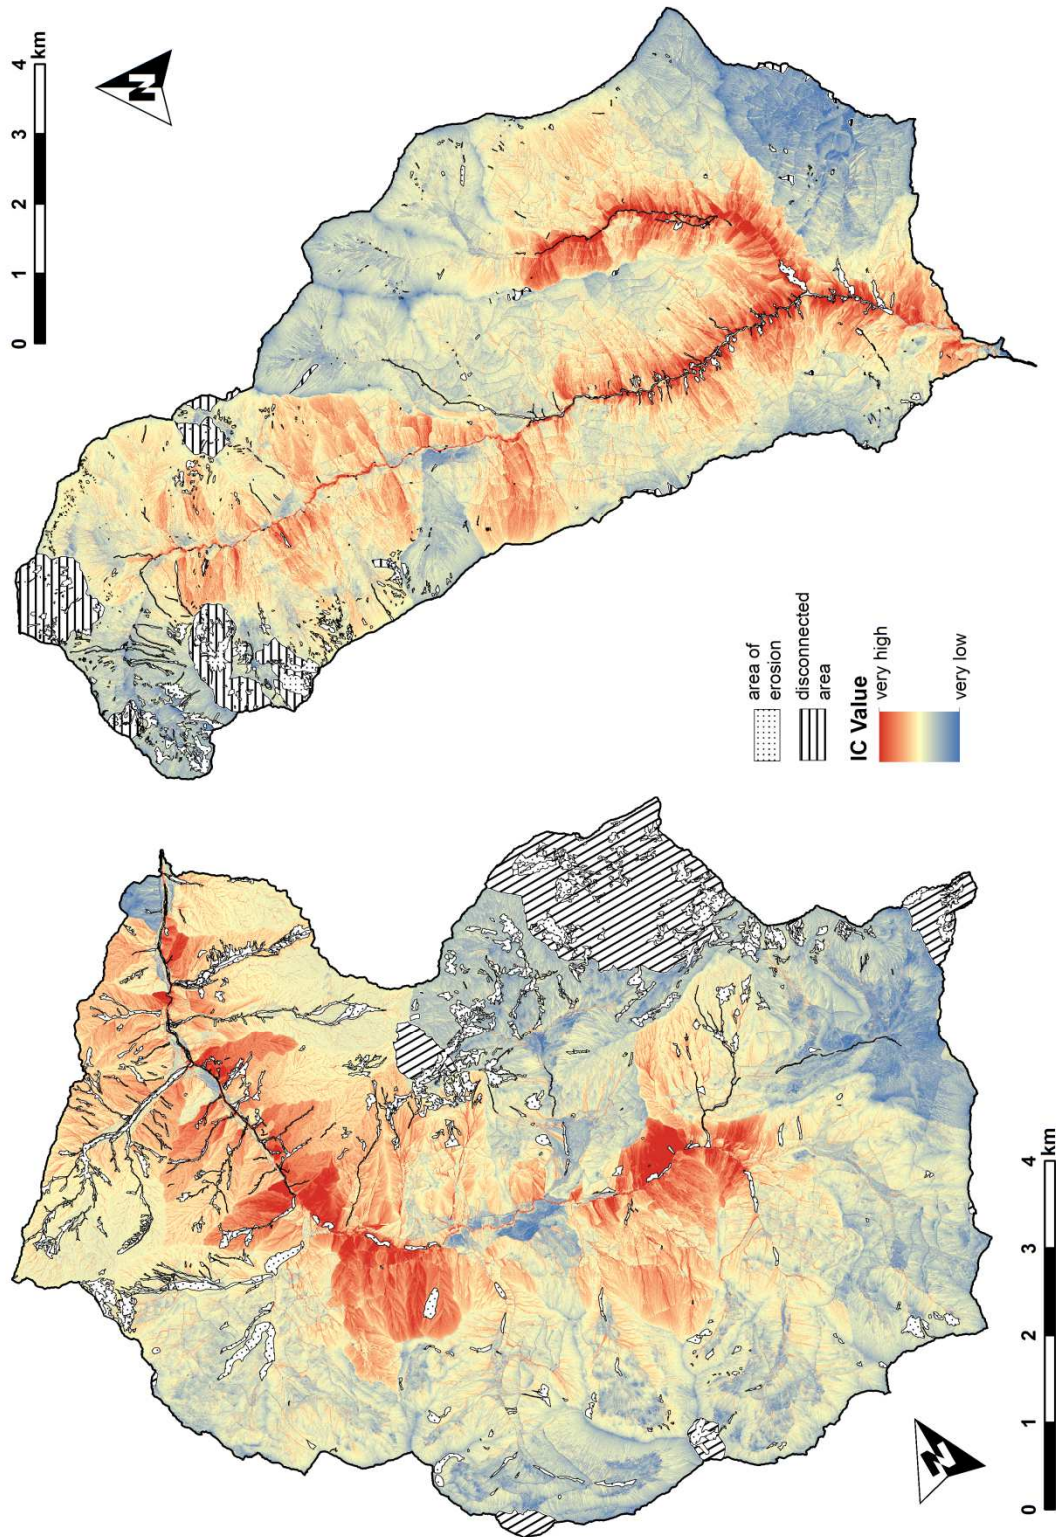 0 1 2 3 4 km
N
area of
erosion
disconnected
area
IC Value
very high
very low
0 1 2 3 4 km
N